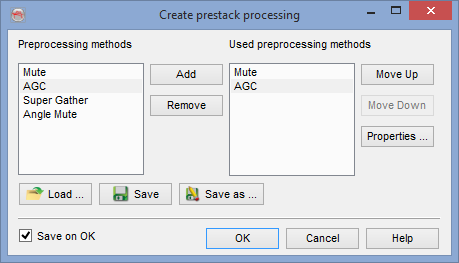 Create prestack processing
Preprocessing methods
Used preprocessing methods
Mute
AGC
Super Gather
Angle Mute
Add
Remove
Mute
AGC
Move Up
Move Down
Properties ...
Load ...
Save
Save as ...
Save on OK
OK
Cancel
Help